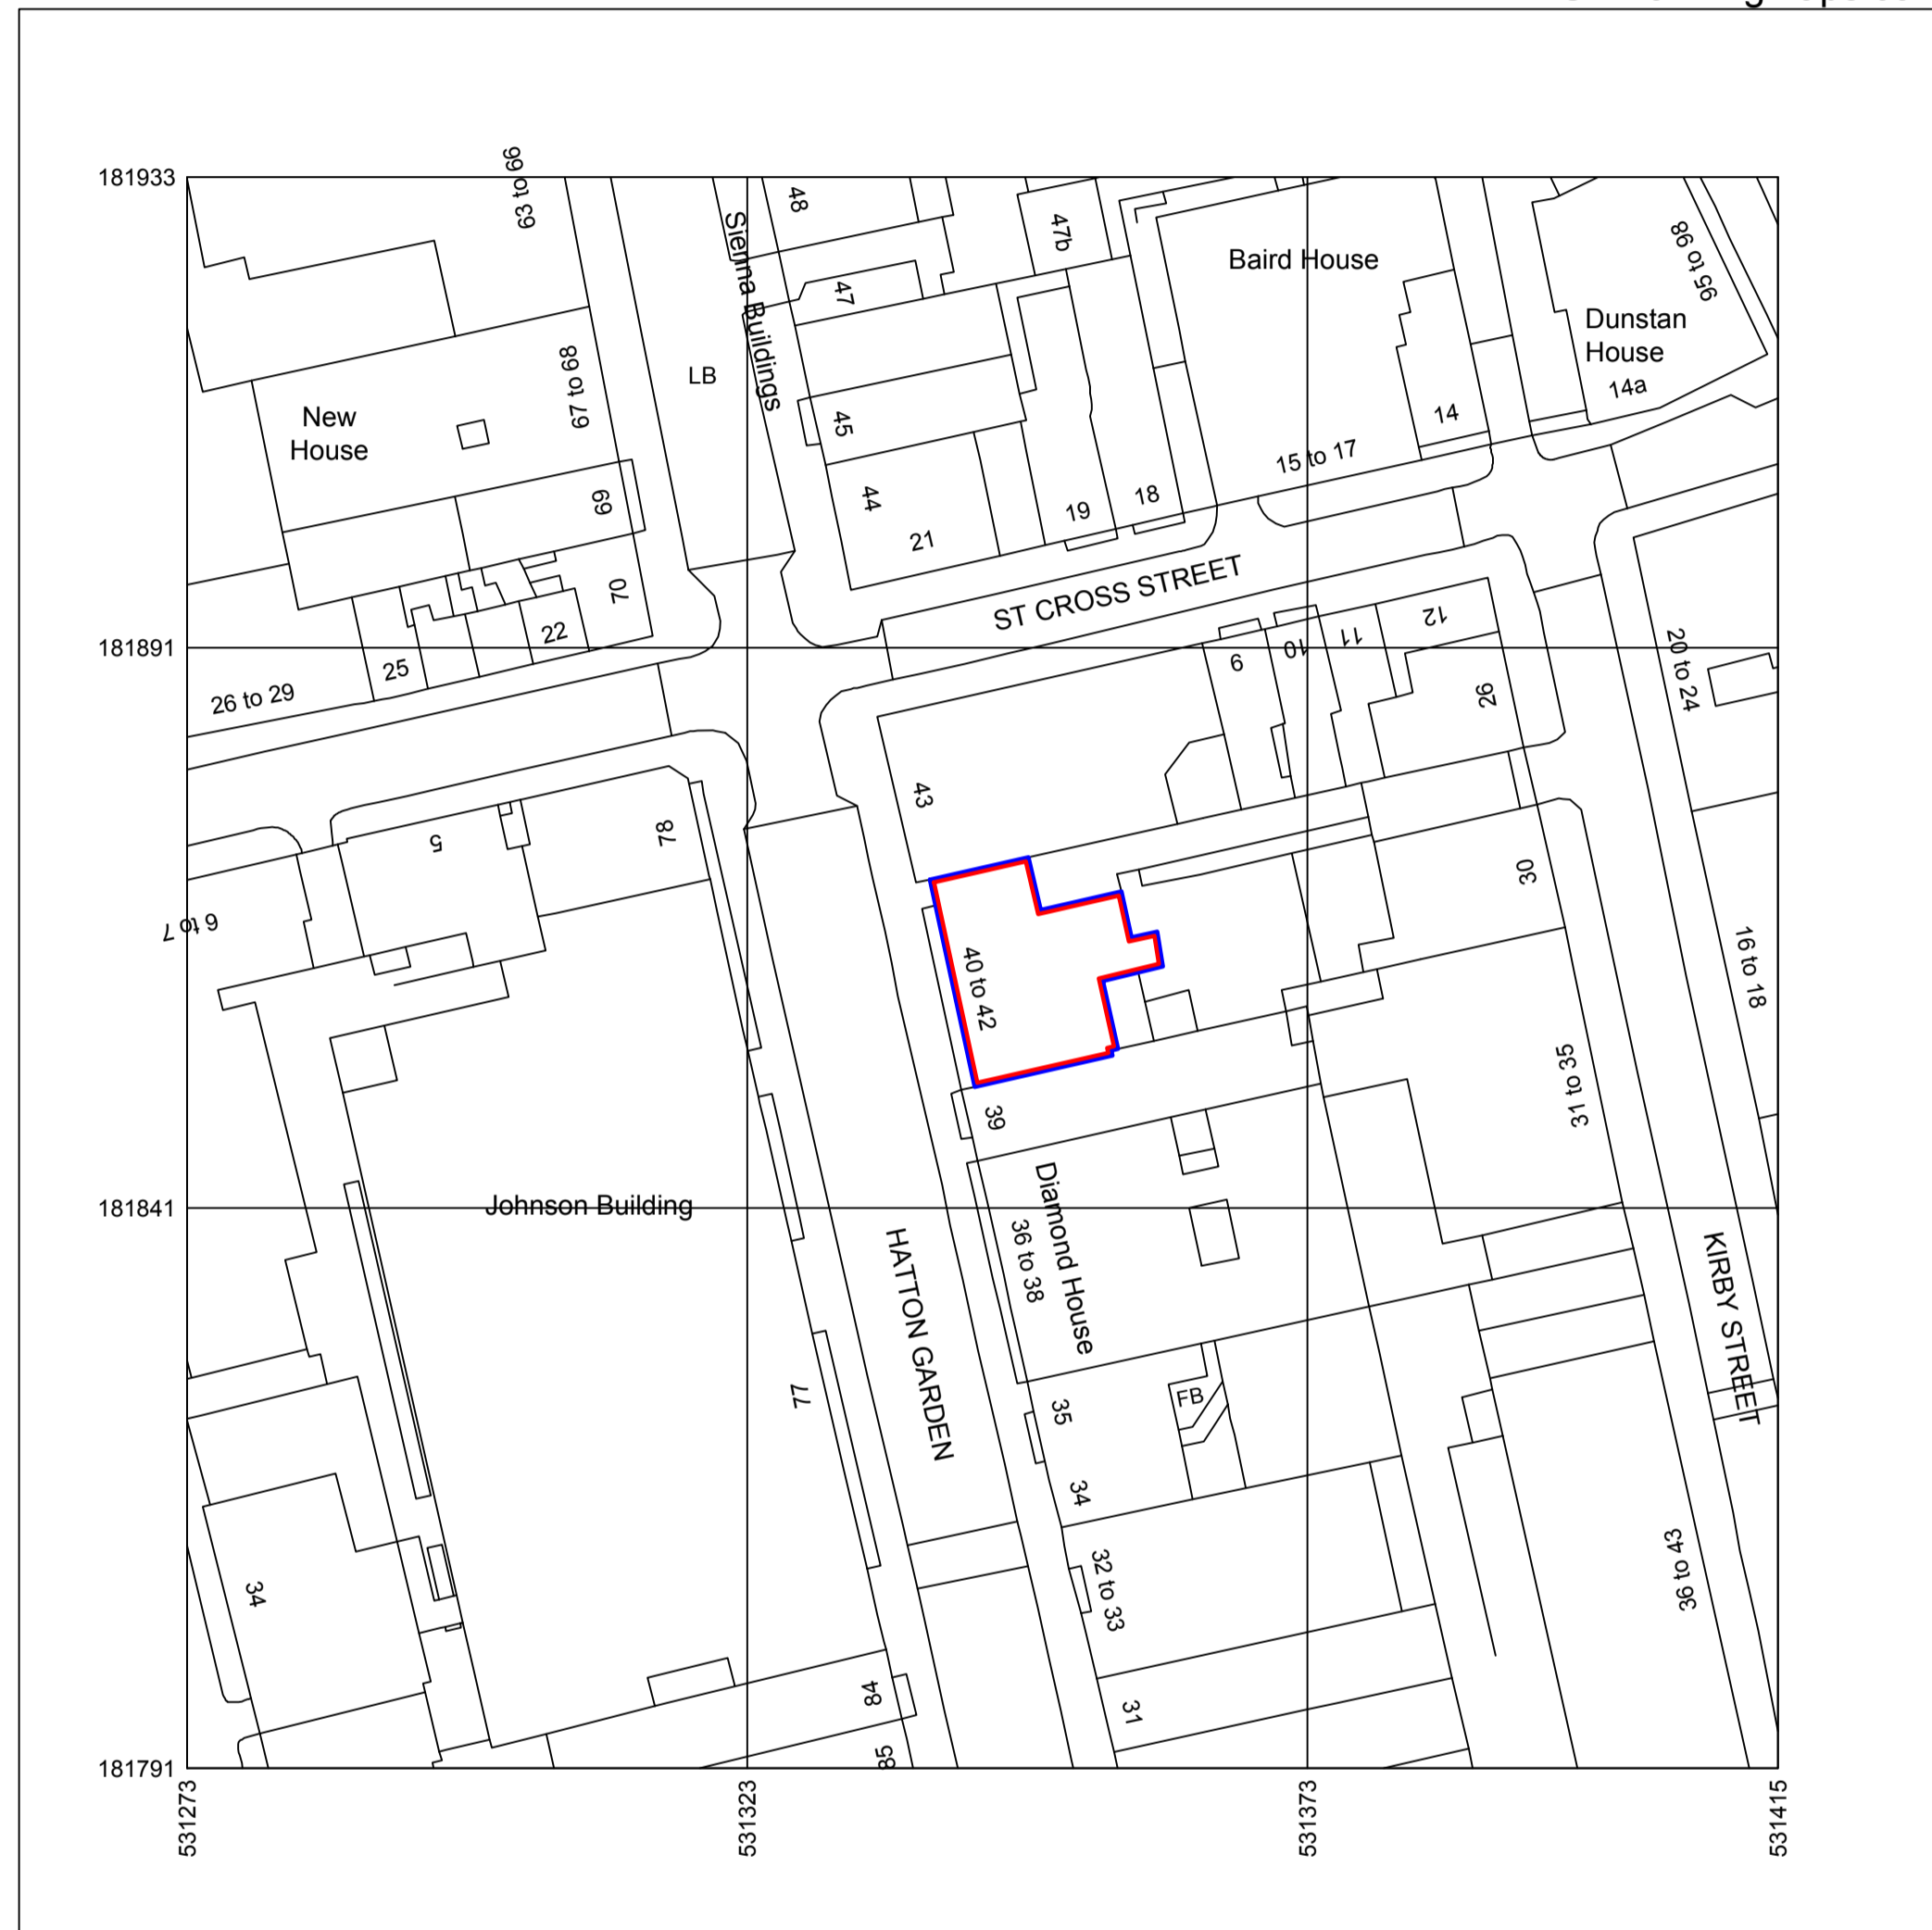 181933
63 to 66
48
47b
Sienna Buildings
Baird House
95 to 98
47
Dunstan
House
14a
67 to 68
LB
New
House
45
14
15 to 17
69
44
18
19
21
ST CROSS STREET
70
22
12
11
10
9
181891
25
26 to 29
26
20 to 24
43
78
5
30
6 to 7
40 to 42
16 to 18
31 to 35
39
Diamond House
36 to 38
181841
Johnson Building
HATTON GARDEN
KIRBY STREET
77
FB
35
34
36 to 43
32 to 33
34
84
31
85
181791
531273
531323
531373
531415